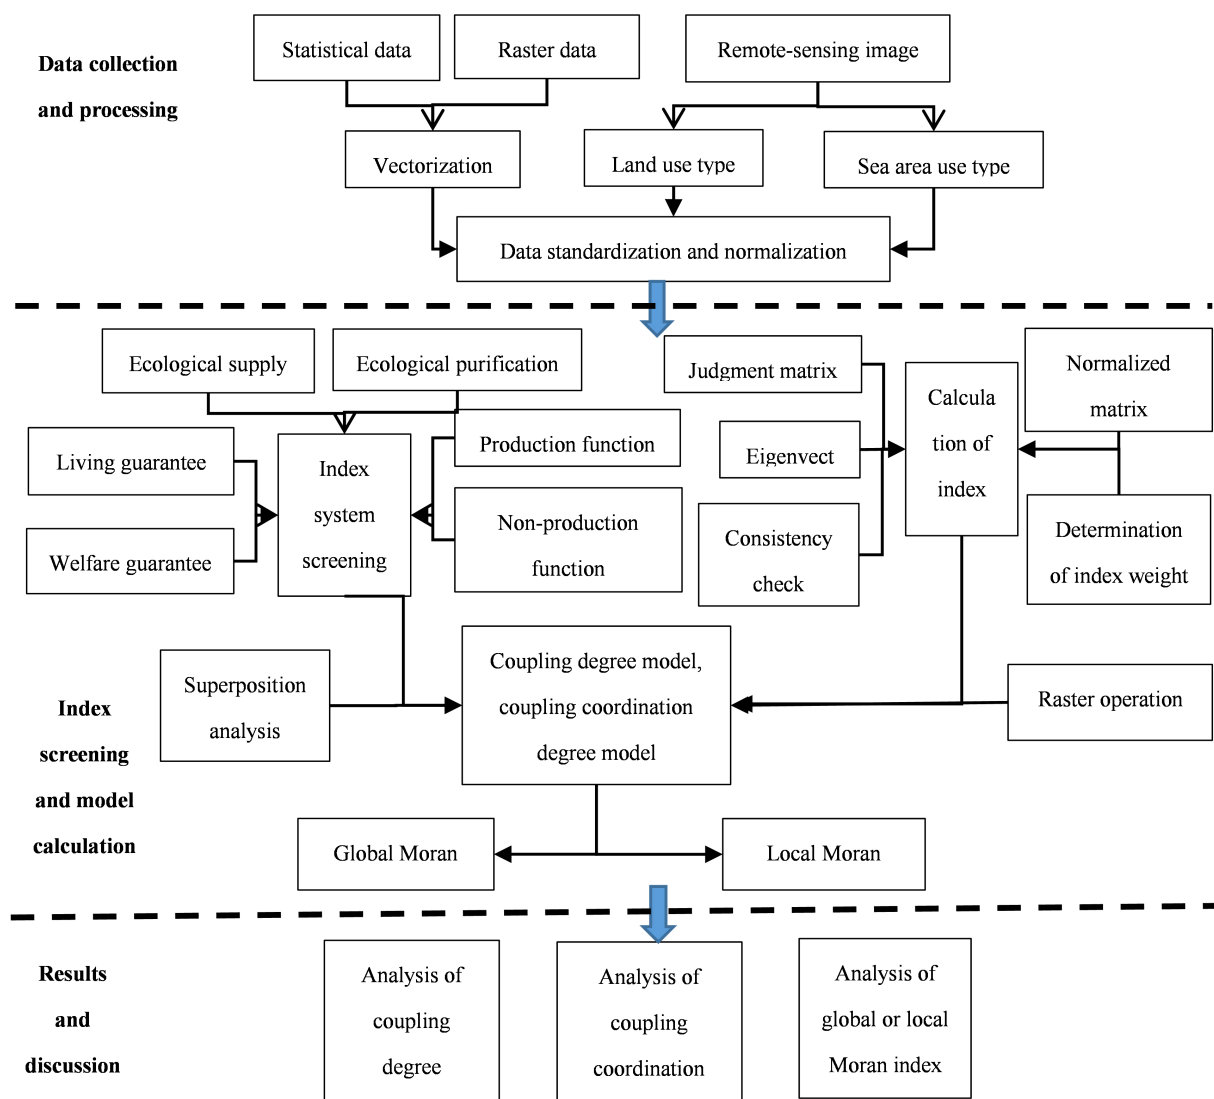 Data collection
and processing
Statistical data
Raster data
Remote-sensing image
Vectorization
Land use type
Sea area use type
Data standardization and normalization
Ecological supply
Ecological purification
Living guarantee
Welfare guarantee
Index
system
screening
Production function
Non-production
function
Judgment matrix
Eigenvect
Consistency
check
Calcula
tion of
index
Normalized
matrix
Determination
of index weight
Index
screening
and model
calculation
Superposition
analysis
Coupling degree model,
coupling coordination
degree model
Raster operation
Global Moran
Local Moran
Results
and
discussion
Analysis of
coupling
degree
Analysis of
coupling
coordination
Analysis of
global or local
Moran index